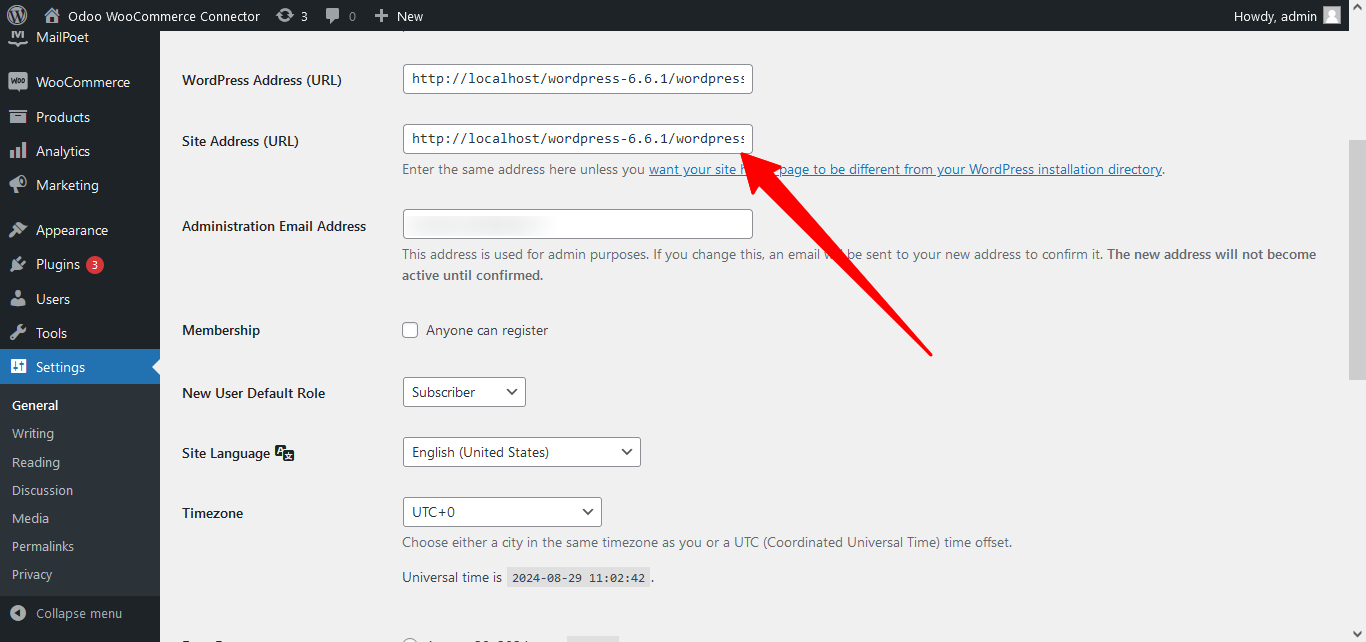 Odoo WooCommerce Connector 3 0 New Howdy, admin
MailPoet
WooCommerce
Products
Analytics
Marketing
Appearance
Plugins 3
Users
Tools
Settings
General
Writing
Reading
Discussion
Media
Permalinks
Privacy
Collapse menu
WordPress Address (URL) http://localhost/wordpress-6.6.1/wordpress
Site Address (URL) http://localhost/wordpress-6.6.1/wordpress
Enter the same address here unless you want your site page to be different from your WordPress installation directory.
Administration Email Address
This address is used for admin purposes. If you change this, an email will be sent to your new address to confirm it. The new address will not become
active until confirmed.
Membership Anyone can register
New User Default Role Subscriber
Site Language English (United States)
Timezone UTC+0
Choose either a city in the same timezone as you or a UTC (Coordinated Universal Time) time offset.
Universal time is 2024-08-29 11:02:42 .